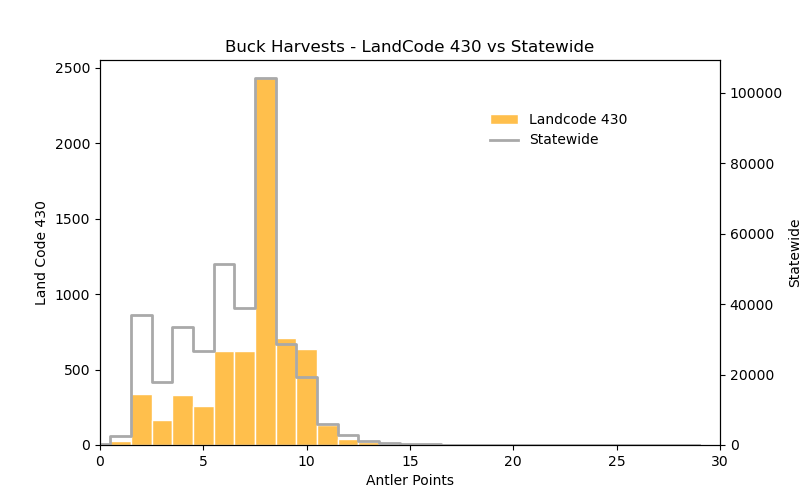 Buck Harvests - LandCode 430 vs Statewide
2500
2000
1500
1000
500
0
Land Code 430
Landcode 430
Statewide
100000
80000
60000
40000
20000
0
Statewide
0 5 10 15 20 25 30
Antler Points